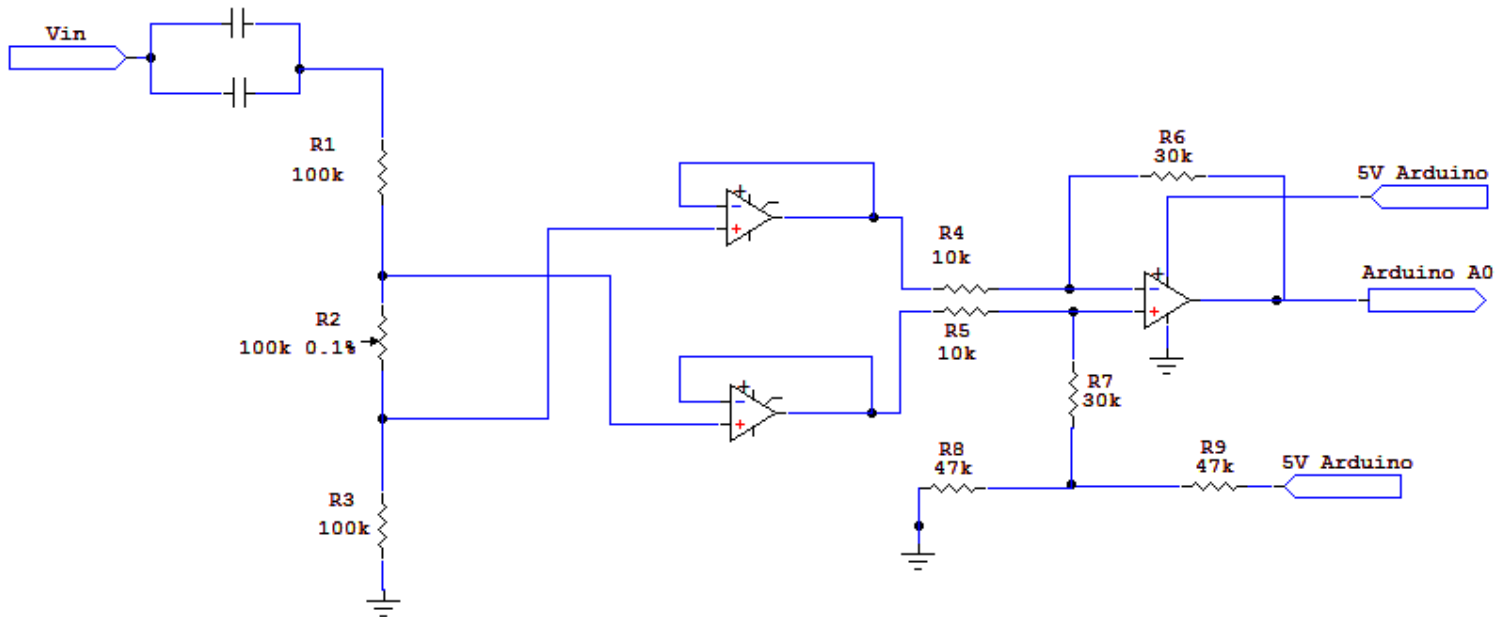 Vin
R1
100k
R2
100k 0.1%
R3
100k
R4
10k
R5
10k
R6
30k
5V Arduino
Arduino A0
R7
30k
R8
47k
R9
47k
5V Arduino